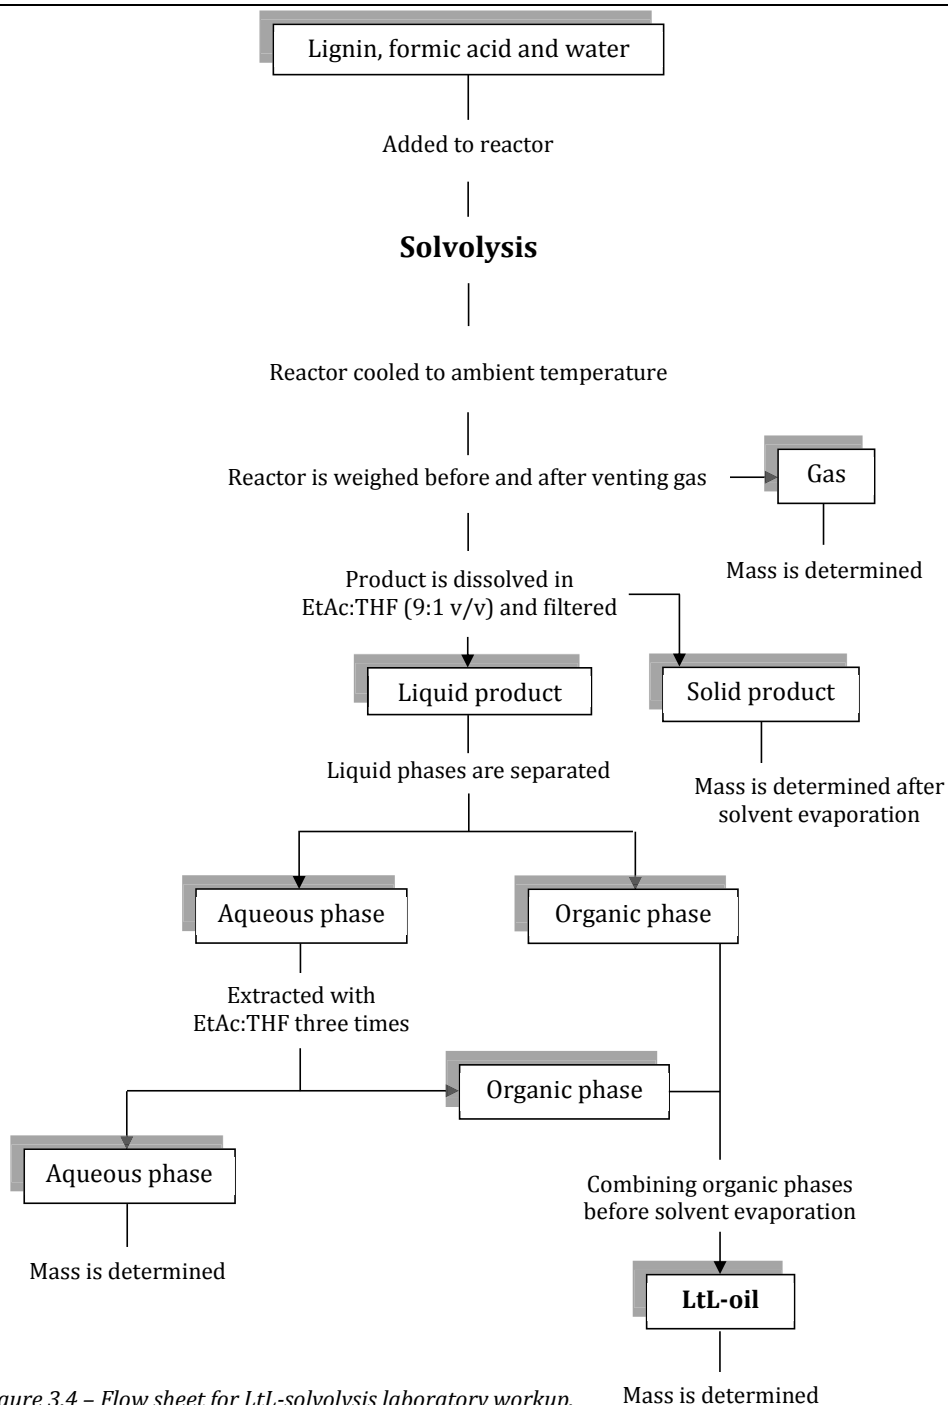 Lignin, formic acid and water
Added to reactor
Solvolysis
Reactor cooled to ambient temperature
Reactor is weighed before and after venting gas
Gas
Mass is determined
Product is dissolved in
EtAc:THF (9:1 v/v) and filtered
Liquid product
Solid product
Liquid phases are separated
Mass is determined after
solvent evaporation
Aqueous phase
Organic phase
Extracted with
EtAc:THF three times
Organic phase
Aqueous phase
Combining organic phases
before solvent evaporation
Mass is determined
LtL-oil
Mass is determined
gure 3.4 – Flow sheet for LtL-solvolysis laboratory workup.